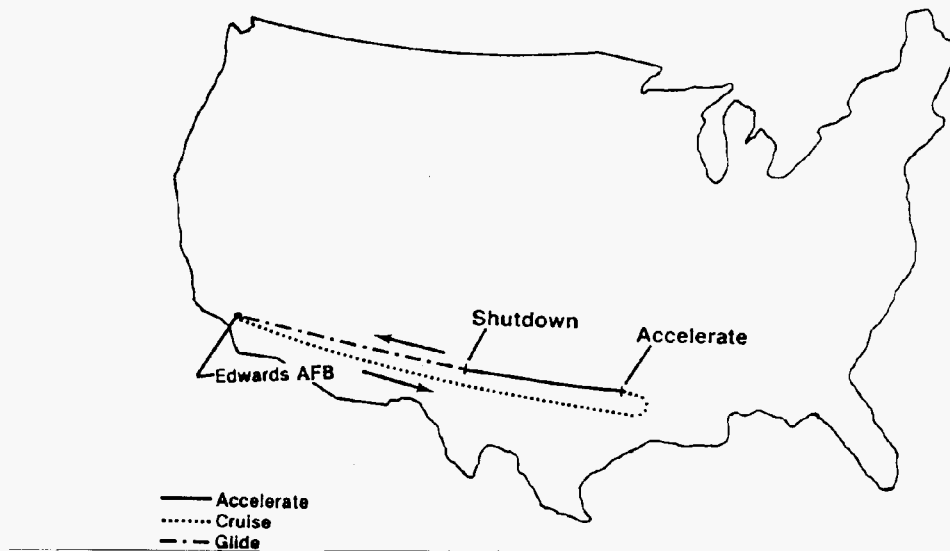 Shutdown
Accelerate
Edwards AFB
Accelerate
Cruise
Glide